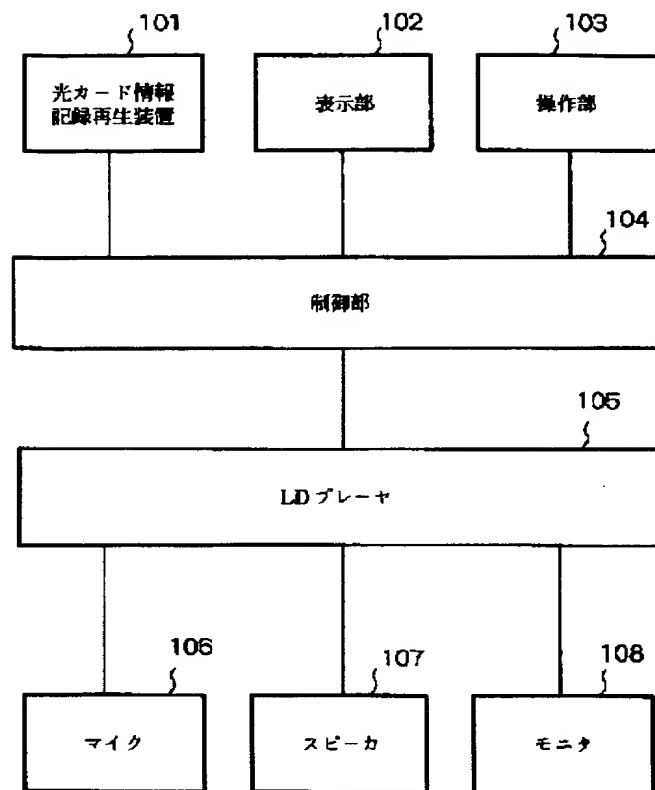 101
102
103
光カード情報
記録再生装置
表示部
操作部
104
制御部
105
LDプレーヤ
106
107
108
マイク
スピーカ
モニタ